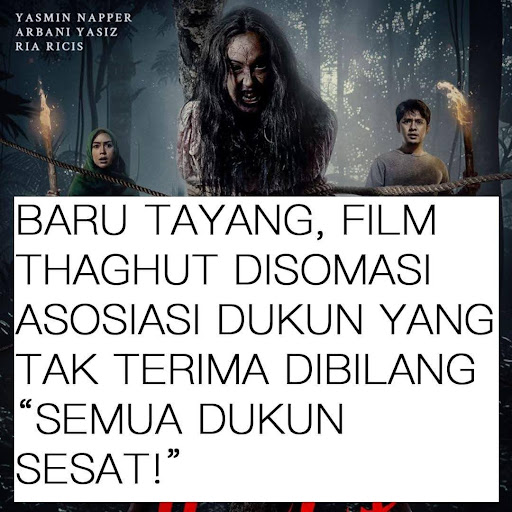 YASMIN NAPPER
ARBANI YASIZ
RIA RICIS
BARU TAYANG, FILM
THAGHUT DISOMASI
ASOSIASI DUKUN YANG
TAK TERIMA DIBILANG
“SEMUA DUKUN
SESAT!”